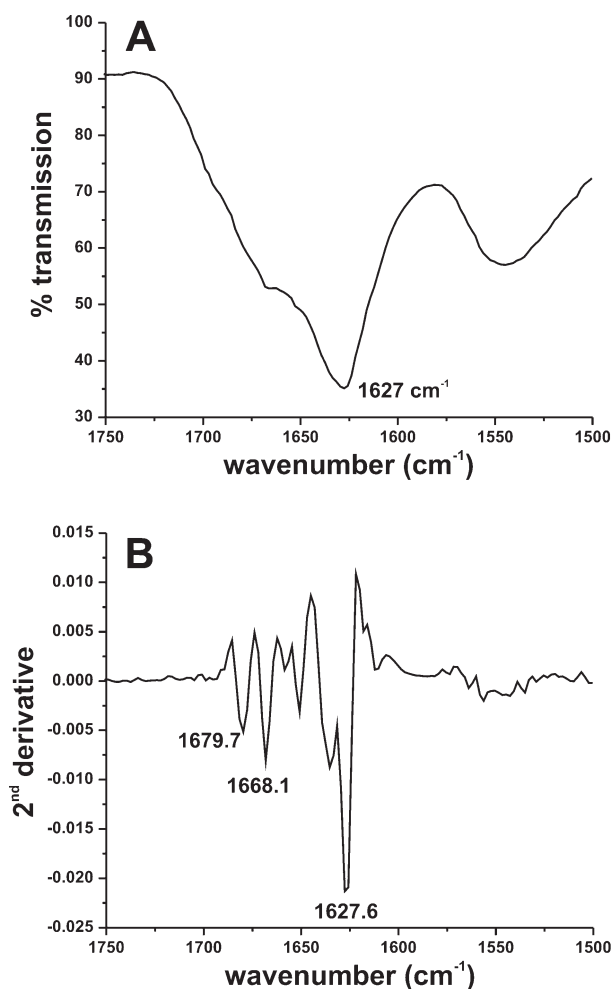 A
100
90
80
70
60
50
40
30
% transmission
1627 cm⁻¹
1750 1700 1650 1600 1550 1500
wavenumber (cm⁻¹)
B
0.015
0.010
0.005
0.000
-0.005
-0.010
-0.015
-0.020
-0.025
2ⁿᵈ derivative
1679.7
1668.1
1627.6
1750 1700 1650 1600 1550 1500
wavenumber (cm⁻¹)